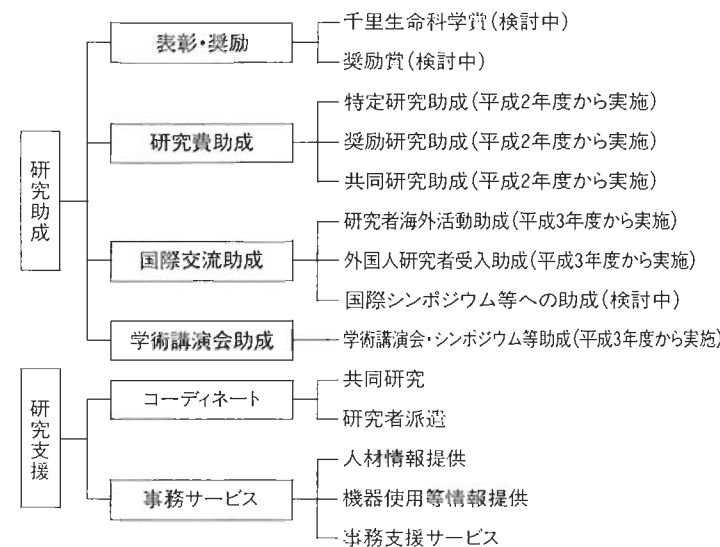 研究助成
表彰・奨励
千里生命科学賞(検討中)
奨励賞(検討中)
研究費助成
特定研究助成(平成2年度から実施)
奨励研究助成(平成2年度から実施)
共同研究助成(平成2年度から実施)
国際交流助成
研究者海外活動助成(平成3年度から実施)
外国人研究者受入助成(平成3年度から実施)
国際シンポジウム等への助成(検討中)
学術講演会助成
学術講演会・シンポジウム等助成(平成3年度から実施)
研究支援
コーディネート
共同研究
研究者派遣
事務サービス
人材情報提供
機器使用等情報提供
事務支援サービス